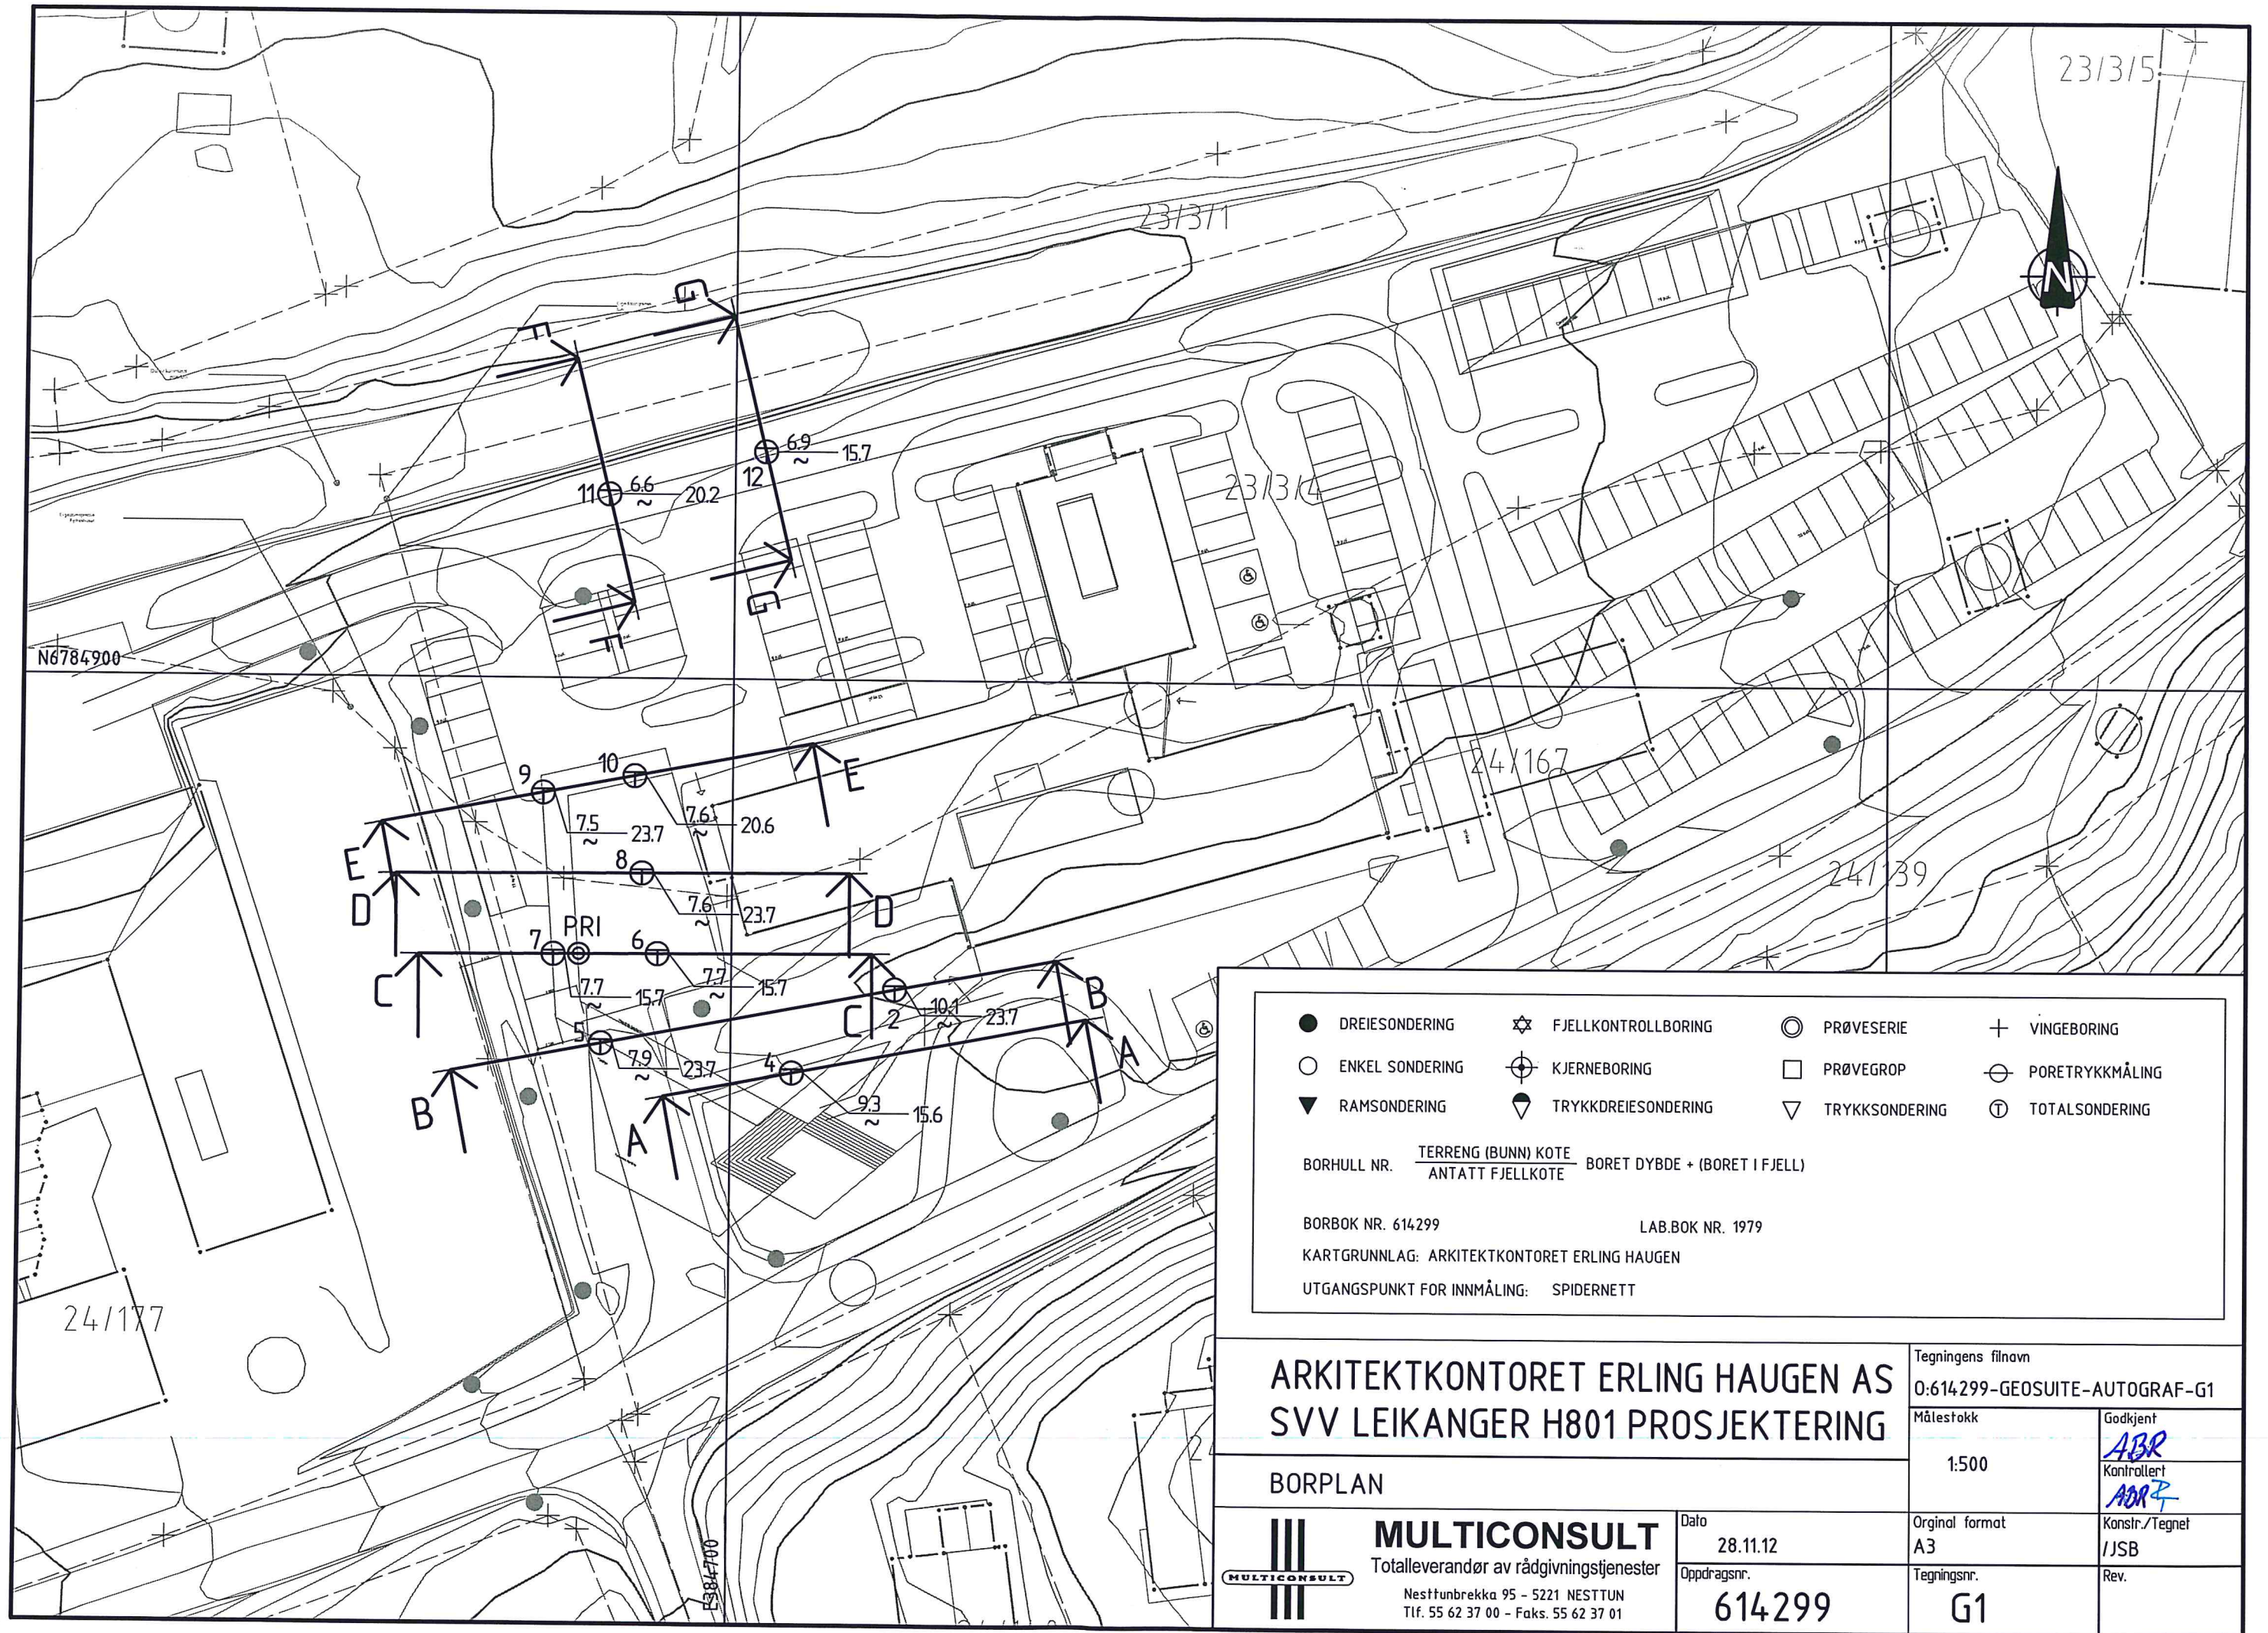 23/3/5
23/3/1
G
F
6.9
15.7
12
11
6.6
20.2
23/3/4
F
G
N6784900
10
9
E
24/167
7.5
23.7
7.6
20.6
8
E
D
7.6
23.7
D
24/139
PRI
7
6
C
7.7
15.7
7.7
15.7
B
C
2
10.1
23.7
5
7.9
23.7
4
A
B
A
9.3
15.6
24/177
E384700
DREIESONDERING
FJELLKONTROLLBORING
PRØVESERIE
VINGEBORING
ENKEL SONDERING
KJERNEBORING
PRØVEGROP
PORETRYKKMÅLING
RAMSONDERING
TRYKKDREIESONDERING
TRYKKSONDERING
TOTALSONDERING
BORHULL NR. TERRENG (BUNN) KOTE BORET DYBDE + (BORET I FJELL)
ANTATT FJELLKOTE
BORBOK NR. 614299 LAB.BOK NR. 1979
KARTGRUNNLAG: ARKITEKTKONTORET ERLING HAUGEN
UTGANGSPUNKT FOR INNMÅLING: SPIDERNETT
ARKITEKTKONTORET ERLING HAUGEN AS
SVV LEIKANGER H801 PROSJEKTERING
BORPLAN
Tegningens filnavn
O:614299-GEOSUITE-AUTOGRAF-G1
Målestokk
1:500
Godkjent
ABR
Kontrollert
ABR
MULTICONSULT
MULTICONSULT
Totalleverandør av rådgivningstjenester
Nesttunbrekka 95 - 5221 NESTTUN
Tlf. 55 62 37 00 - Faks. 55 62 37 01
Dato
28.11.12
Orginal format
A3
Konstr./Tegnet
/JSB
Oppdragsnr.
614299
Tegningsnr.
G1
Rev.